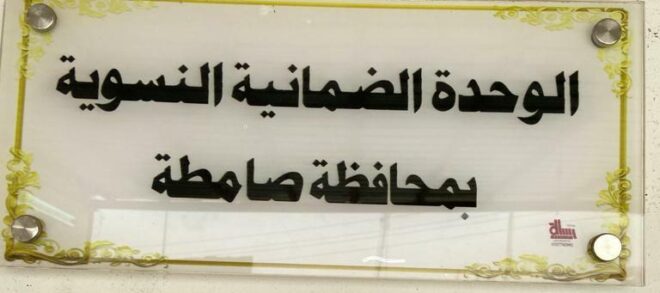 الوحدة الضمانية النسوية
بمحافظة صامطة